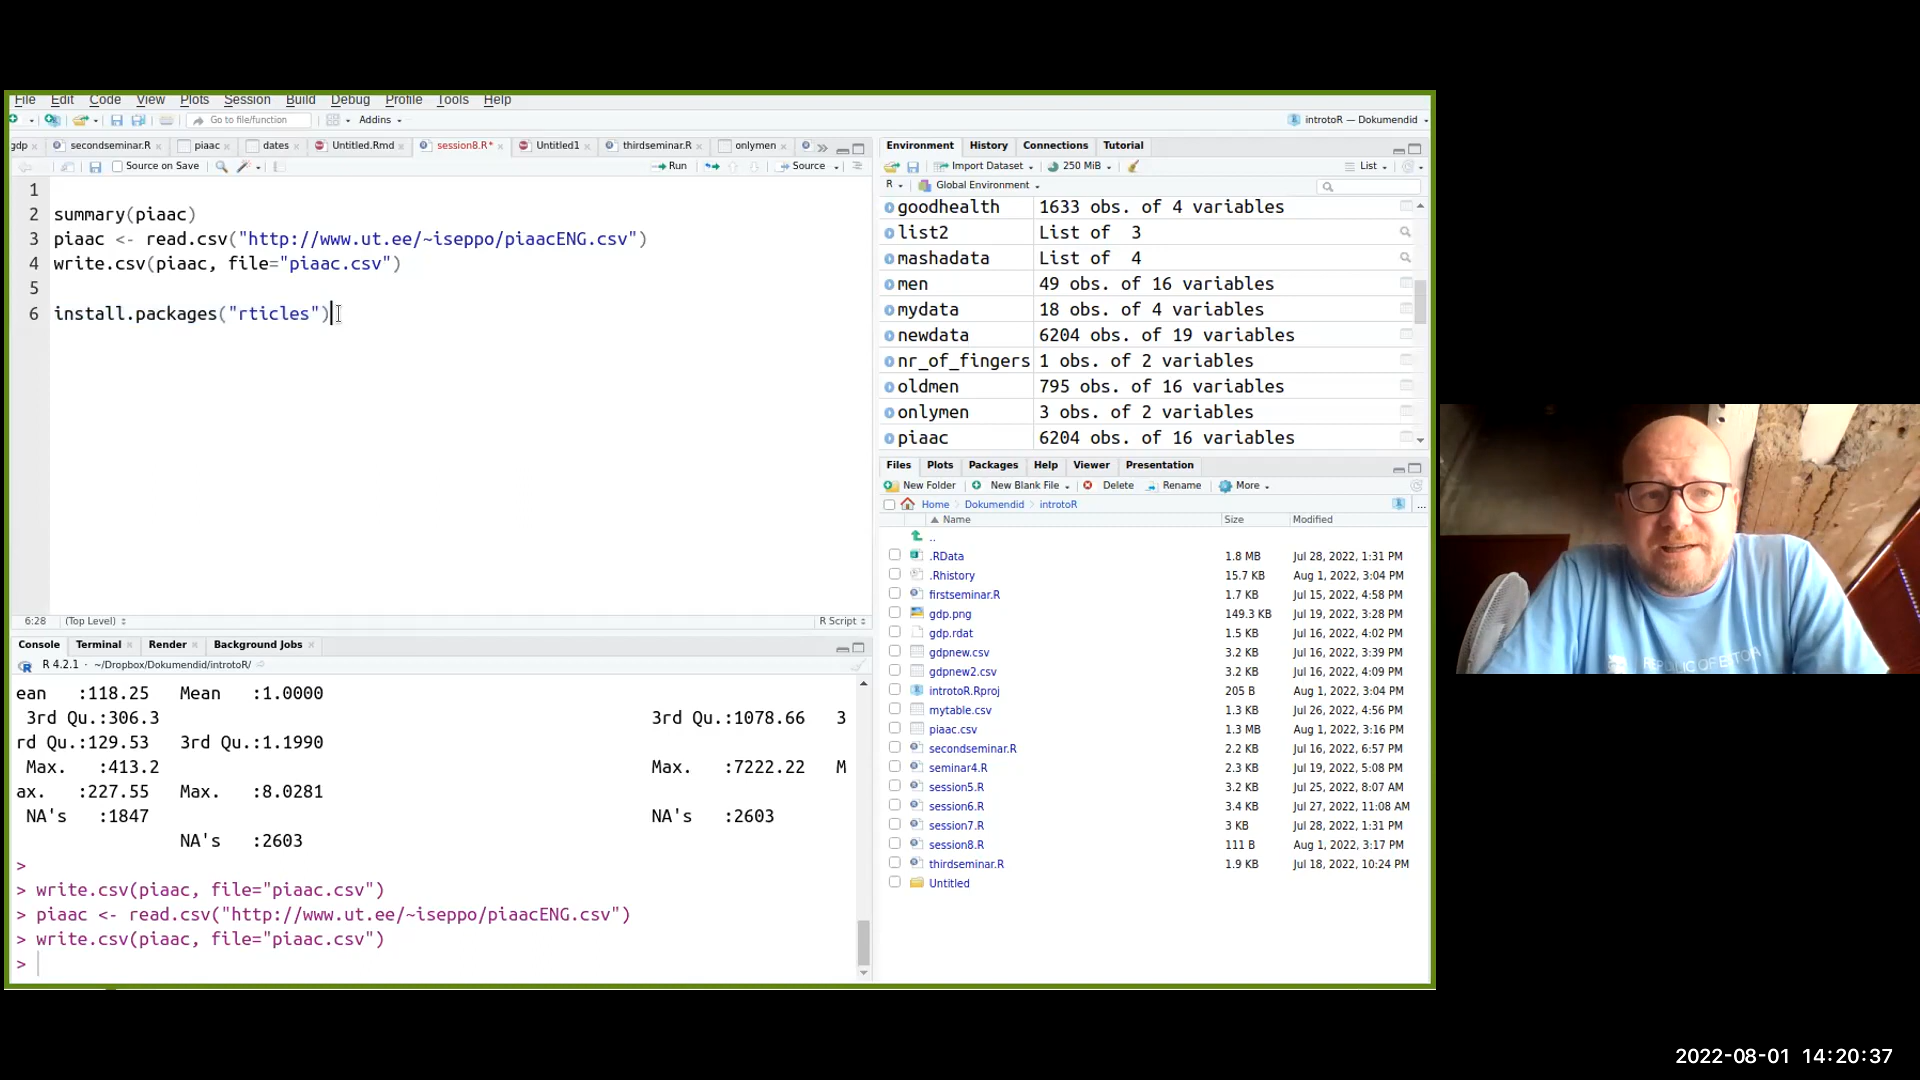 File Edit Code View Plots Session Build Debug Profile Tools Help
Go to file/function Addins introtoR — Dokumendid
gdp secondseminar.R piaac dates Untitled.Rmd session8.R* Untitled1 thirdseminar.R onlymen
Source on Save Run Source
1
2 summary(piaac)
3 piaac <- read.csv("http://www.ut.ee/~iseppo/piaacENG.csv")
4 write.csv(piaac, file="piaac.csv")
5
6 install.packages("rticles")
6:28 (Top Level) R Script
Console Terminal Render Background Jobs
R 4.2.1 · ~/Dropbox/Dokumendid/introtoR/
ean :118.25 Mean :1.0000
3rd Qu.:306.3 3rd Qu.:1078.66 3
rd Qu.:129.53 3rd Qu.:1.1990
Max. :413.2 Max. :7222.22 M
ax. :227.55 Max. :8.0281
NA's :1847 NA's :2603
NA's :2603
>
> write.csv(piaac, file="piaac.csv")
> piaac <- read.csv("http://www.ut.ee/~iseppo/piaacENG.csv")
> write.csv(piaac, file="piaac.csv")
>
Environment History Connections Tutorial
Import Dataset 250 MiB List
R Global Environment
goodhealth 1633 obs. of 4 variables
list2 List of 3
mashadata List of 4
men 49 obs. of 16 variables
mydata 18 obs. of 4 variables
newdata 6204 obs. of 19 variables
nr_of_fingers 1 obs. of 2 variables
oldmen 795 obs. of 16 variables
onlymen 3 obs. of 2 variables
piaac 6204 obs. of 16 variables
Files Plots Packages Help Viewer Presentation
New Folder New Blank File Delete Rename More
Home Dokumendid introtoR ...
Name Size Modified
..
.RData 1.8 MB Jul 28, 2022, 1:31 PM
.Rhistory 15.7 KB Aug 1, 2022, 3:04 PM
firstseminar.R 1.7 KB Jul 15, 2022, 4:58 PM
gdp.png 149.3 KB Jul 19, 2022, 3:28 PM
gdp.rdat 1.5 KB Jul 16, 2022, 4:02 PM
gdpnew.csv 3.2 KB Jul 16, 2022, 3:39 PM
gdpnew2.csv 3.2 KB Jul 16, 2022, 4:09 PM
introtoR.Rproj 205 B Aug 1, 2022, 3:04 PM
mytable.csv 1.3 KB Jul 26, 2022, 4:56 PM
piaac.csv 1.3 MB Aug 1, 2022, 3:16 PM
secondseminar.R 2.2 KB Jul 16, 2022, 6:57 PM
seminar4.R 2.3 KB Jul 19, 2022, 5:08 PM
session5.R 3.2 KB Jul 25, 2022, 8:07 AM
session6.R 3.4 KB Jul 27, 2022, 11:08 AM
session7.R 3 KB Jul 28, 2022, 1:31 PM
session8.R 111 B Aug 1, 2022, 3:17 PM
thirdseminar.R 1.9 KB Jul 18, 2022, 10:24 PM
Untitled
2022-08-01 14:20:37